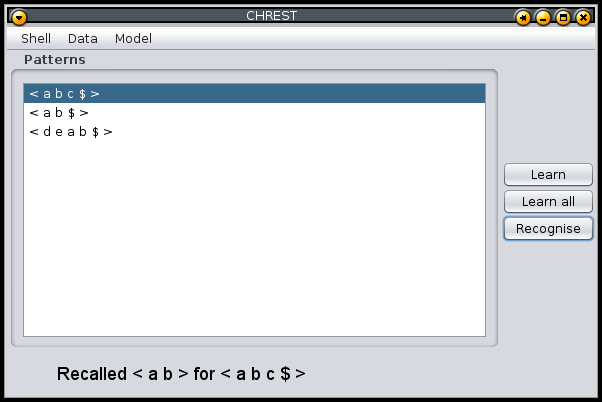 CHREST
Shell Data Model
Patterns
< a b c $ >
< a b $ >
< d e a b $ >
Learn
Learn all
Recognise
Recalled < a b > for < a b c $ >